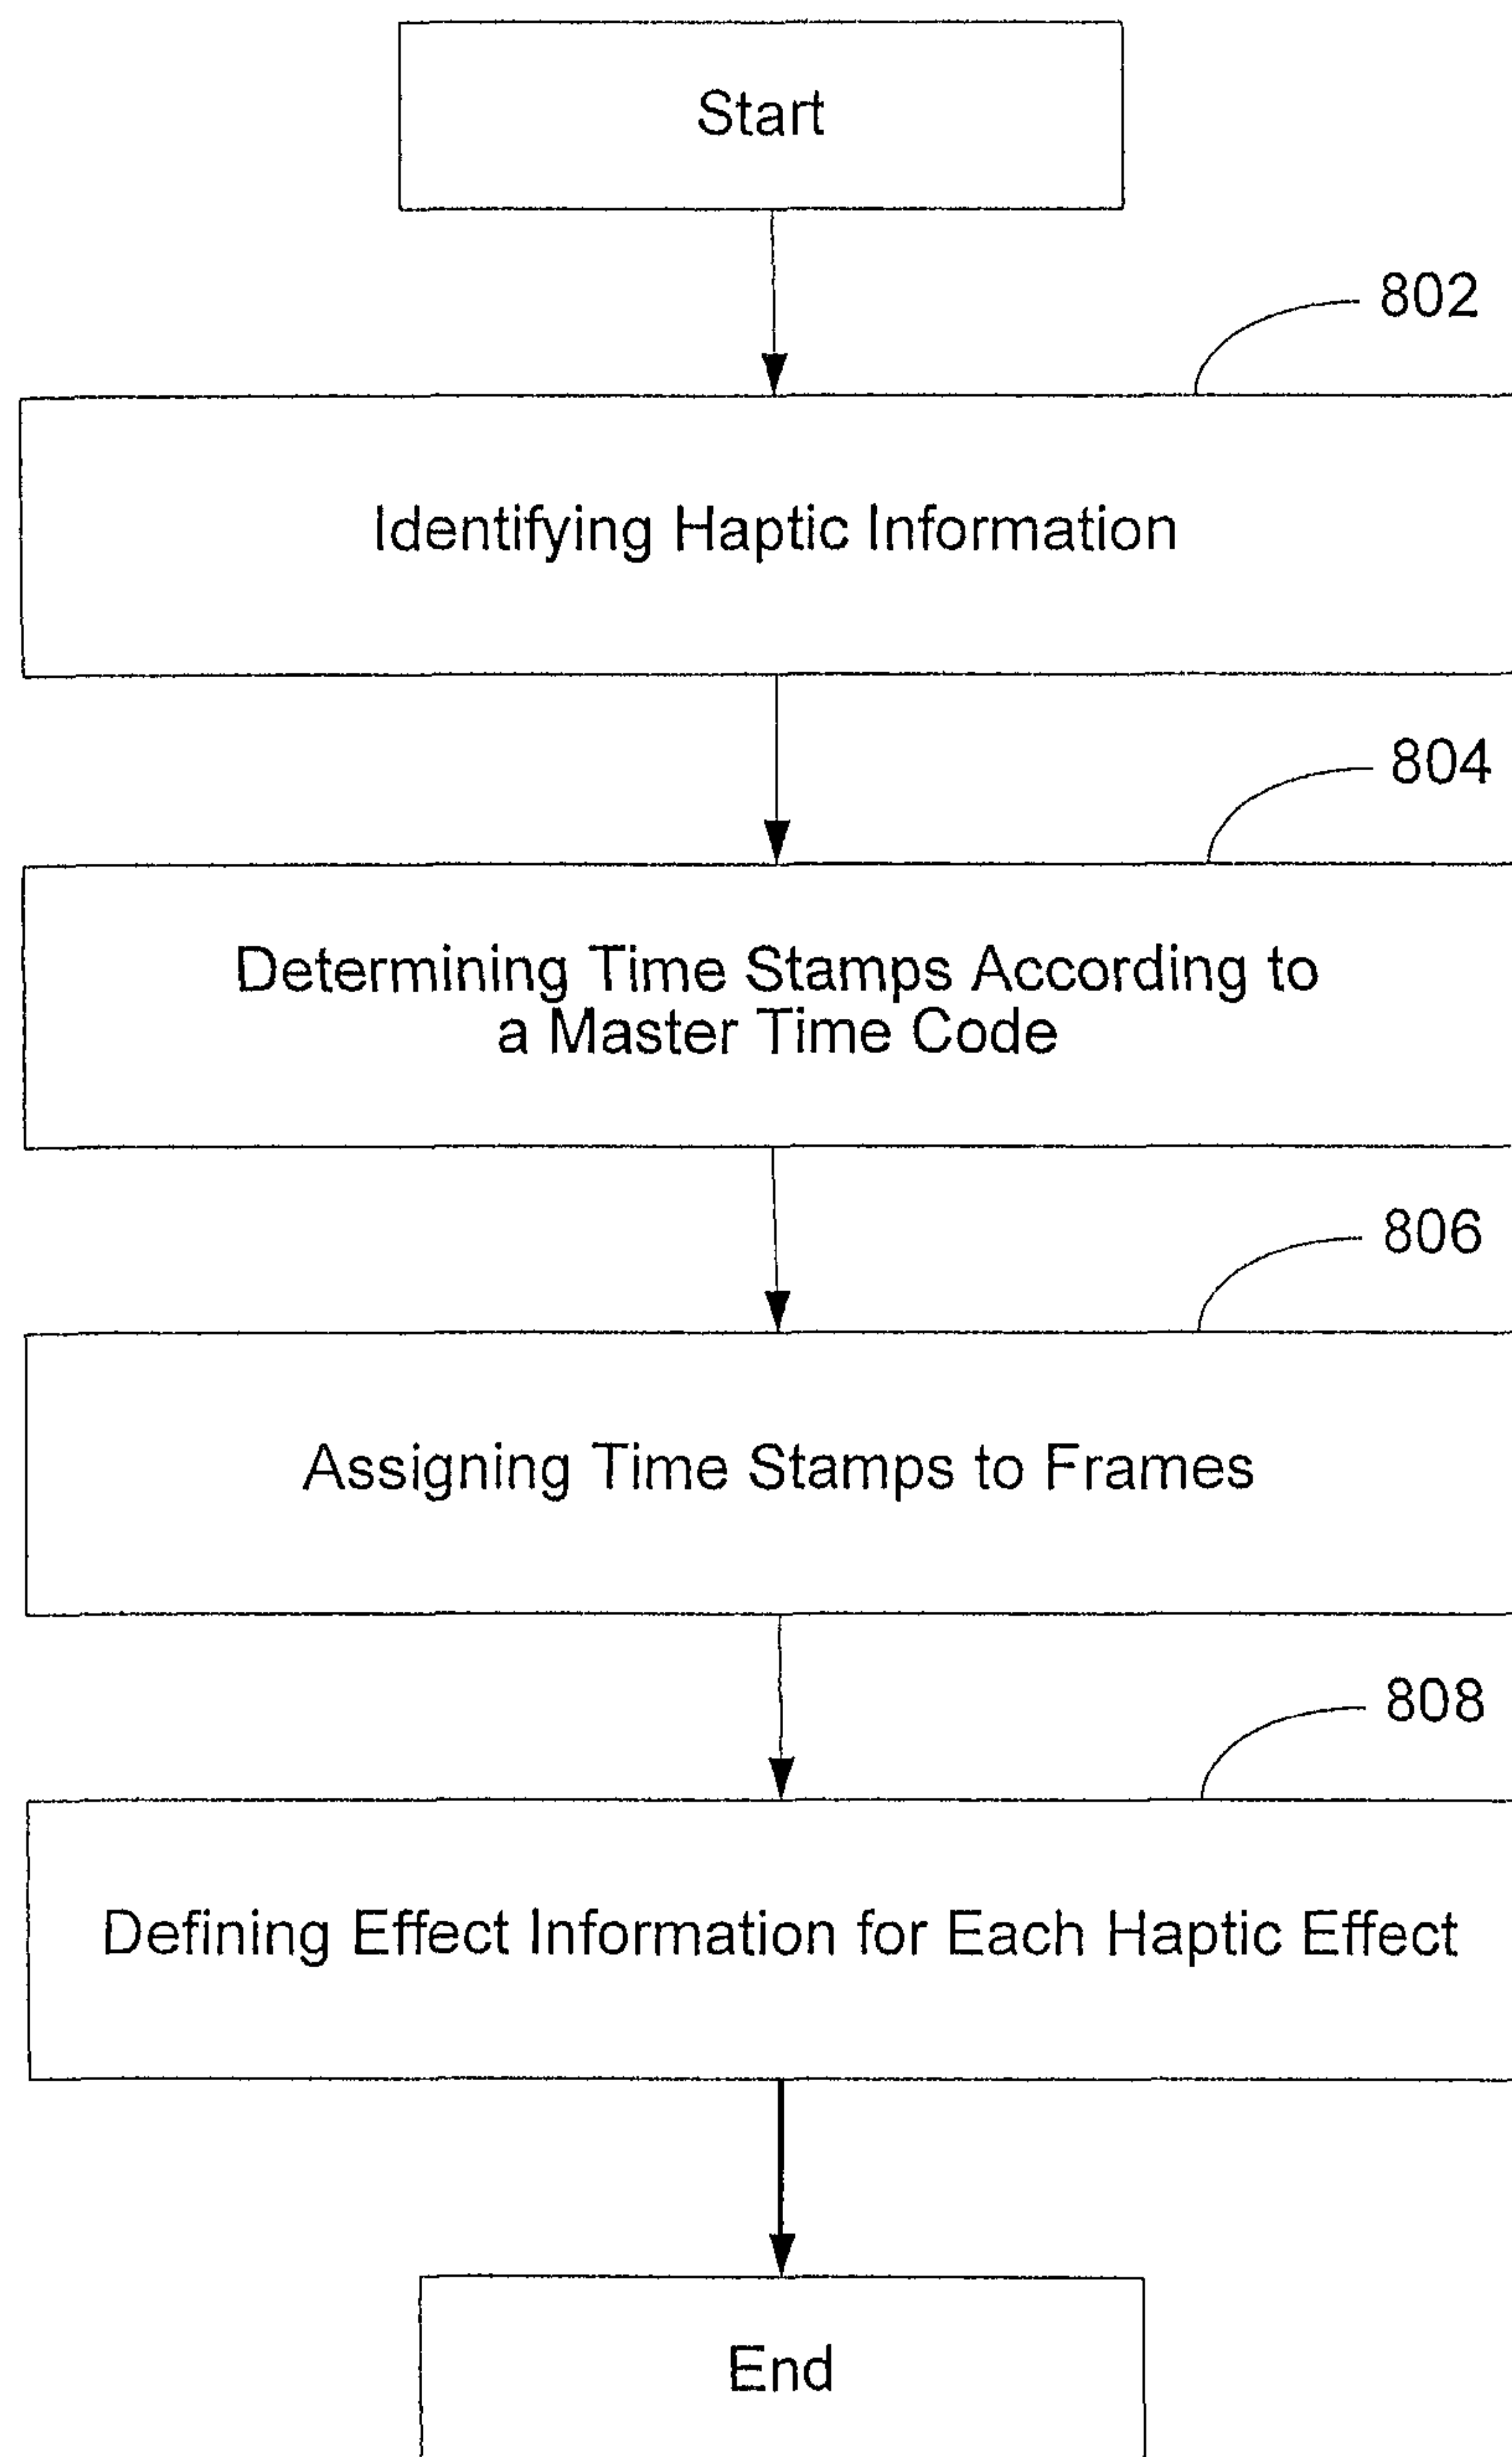 Start
802
Identifying Haptic Information
804
Determining Time Stamps According to
a Master Time Code
806
Assigning Time Stamps to Frames
808
Defining Effect Information for Each Haptic Effect
End